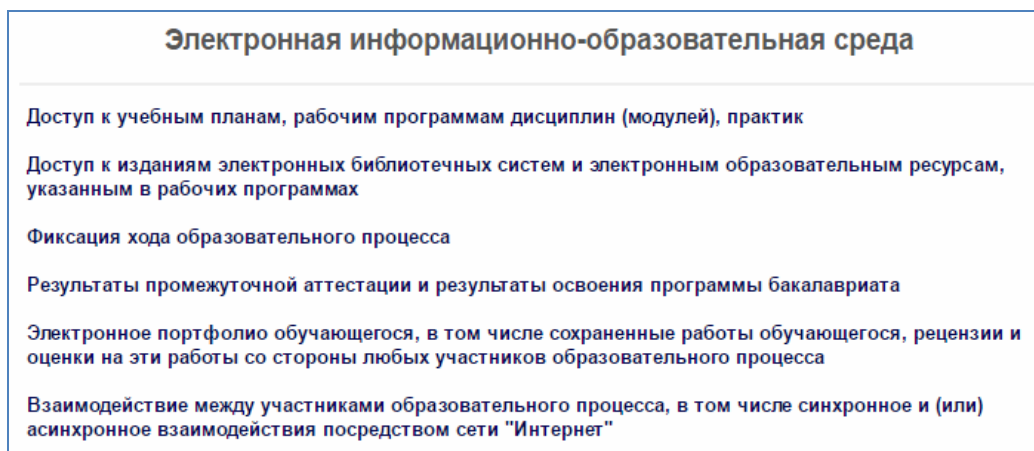 Электронная информационно-образовательная среда
Доступ к учебным планам, рабочим программам дисциплин (модулей), практик
Доступ к изданиям электронных библиотечных систем и электронным образовательным ресурсам,
указанным в рабочих программах
Фиксация хода образовательного процесса
Результаты промежуточной аттестации и результаты освоения программы бакалавриата
Электронное портфолио обучающегося, в том числе сохраненные работы обучающегося, рецензии и
оценки на эти работы со стороны любых участников образовательного процесса
Взаимодействие между участниками образовательного процесса, в том числе синхронное и (или)
асинхронное взаимодействия посредством сети "Интернет"